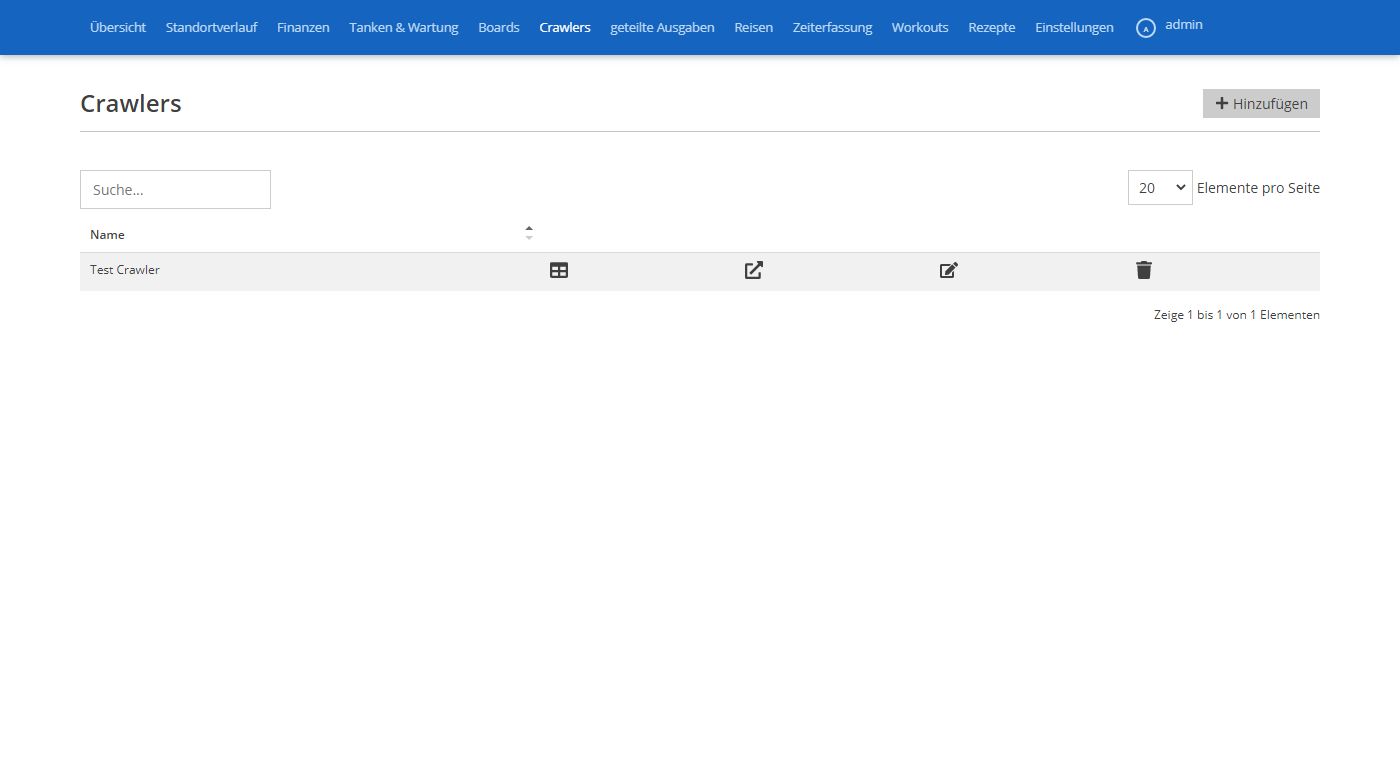 Übersicht Standortverlauf Finanzen Tanken & Wartung Boards Crawlers geteilte Ausgaben Reisen Zeiterfassung Workouts Rezepte Einstellungen A admin
Crawlers
Hinzufügen
Suche...
20 Elemente pro Seite
Name
Test Crawler
Zeige 1 bis 1 von 1 Elementen